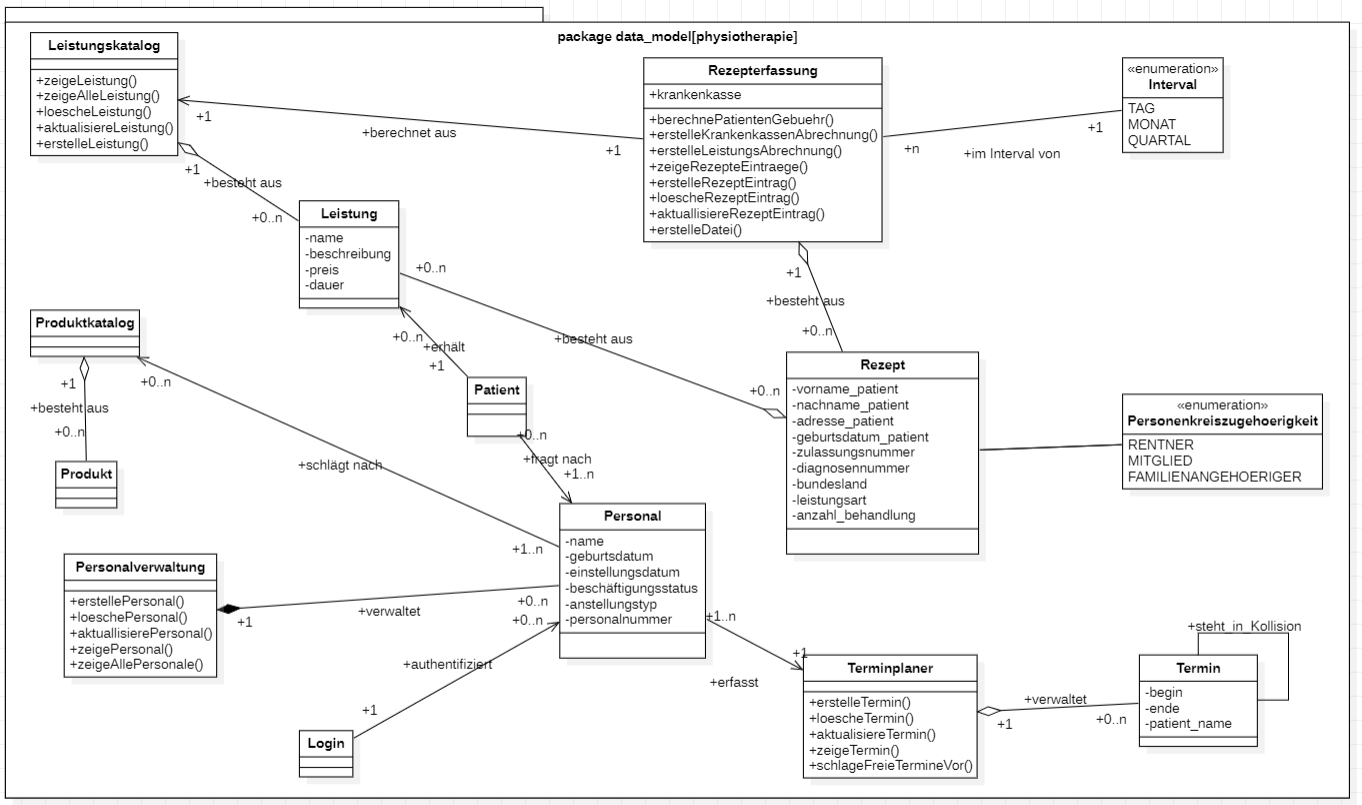 package data_model[physiotherapie]
Leistungskatalog
+zeigeLeistung()
+zeigeAlleLeistung()
+loescheLeistung()
+aktualisiereLeistung()
+erstelleLeistung()
+1
+berechnet aus
+1
Rezepterfassung
+krankenkasse
+berechnePatientenGebuehr()
+erstelleKrankenkassenAbrechnung()
+erstelleLeistungsAbrechnung()
+zeigeRezepteEintraege()
+erstelleRezeptEintrag()
+loescheRezeptEintrag()
+aktuallisiereRezeptEintrag()
+erstelleDatei()
+n
+im Interval von
+1
«enumeration»
Interval
TAG
MONAT
QUARTAL
+1
+besteht aus
+0..n
Leistung
-name
-beschreibung
-preis
-dauer
+0..n
+besteht aus
+0..n
+1
+besteht aus
+0..n
Produktkatalog
+1
+besteht aus
+0..n
Produkt
+0..n
+schlägt nach
+1..n
+0..n
+erhält
+1
Patient
+0..n
+fragt nach
+1..n
Rezept
-vorname_patient
-nachname_patient
-adresse_patient
-geburtsdatum_patient
-zulassungsnummer
-diagnosennummer
-bundesland
-leistungsart
-anzahl_behandlung
«enumeration»
Personenkreiszugehoerigkeit
RENTNER
MITGLIED
FAMILIENANGEHOERIGER
Personal
-name
-geburtsdatum
-einstellungsdatum
-beschäftigungsstatus
-anstellungstyp
-personalnummer
Personalverwaltung
+erstellePersonal()
+loeschePersonal()
+aktuallisierePersonal()
+zeigePersonal()
+zeigeAllePersonale()
+1
+verwaltet
+0..n
+0..n
+authentifiziert
+1
Login
+1..n
+erfasst
+1
Terminplaner
+erstelleTermin()
+loescheTermin()
+aktualisiereTermin()
+zeigeTermin()
+schlageFreieTermineVor()
+1
+verwaltet
+0..n
+steht_in_Kollision
Termin
-begin
-ende
-patient_name